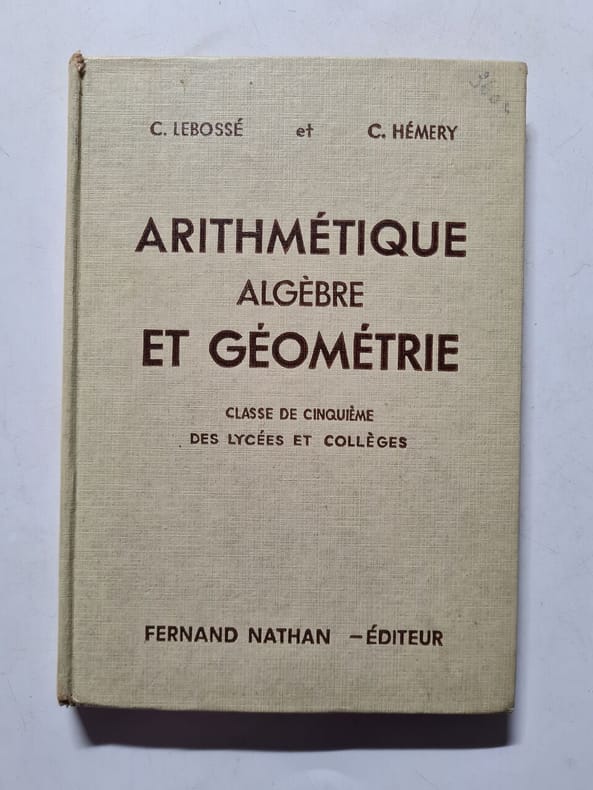 C. LEBOSSÉ et C. HÉMERY
ARITHMÉTIQUE
ALGÈBRE
ET GÉOMÉTRIE
CLASSE DE CINQUIÈME
DES LYCÉES ET COLLÈGES
FERNAND NATHAN — ÉDITEUR